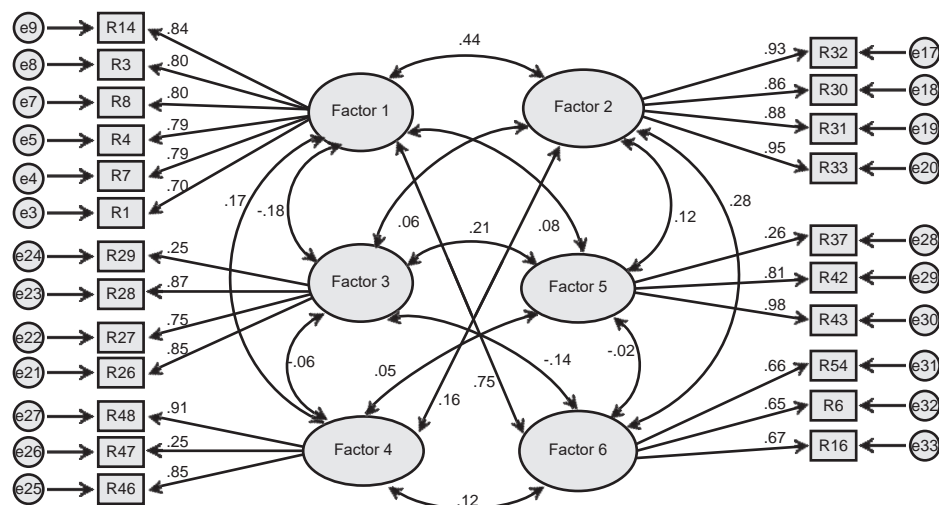 e9 R14 .84
e8 R3 .80
e7 R8 .80
e5 R4 .79
e4 R7 .79
e3 R1 .70
e24 R29 .25
e23 R28 .87
e22 R27 .75
e21 R26 .85
e27 R48 .91
e26 R47 .25
e25 R46 .85
.44
Factor 1
Factor 2
.17
-.18
.06
.21
.08
.12
.28
Factor 3
Factor 5
-.06
.05
.16
.75
-.14
-.02
Factor 4
Factor 6
.12
.93 R32 e17
.86 R30 e18
.88 R31 e19
.95 R33 e20
.26 R37 e28
.81 R42 e29
.98 R43 e30
.66 R54 e31
.65 R6 e32
.67 R16 e33